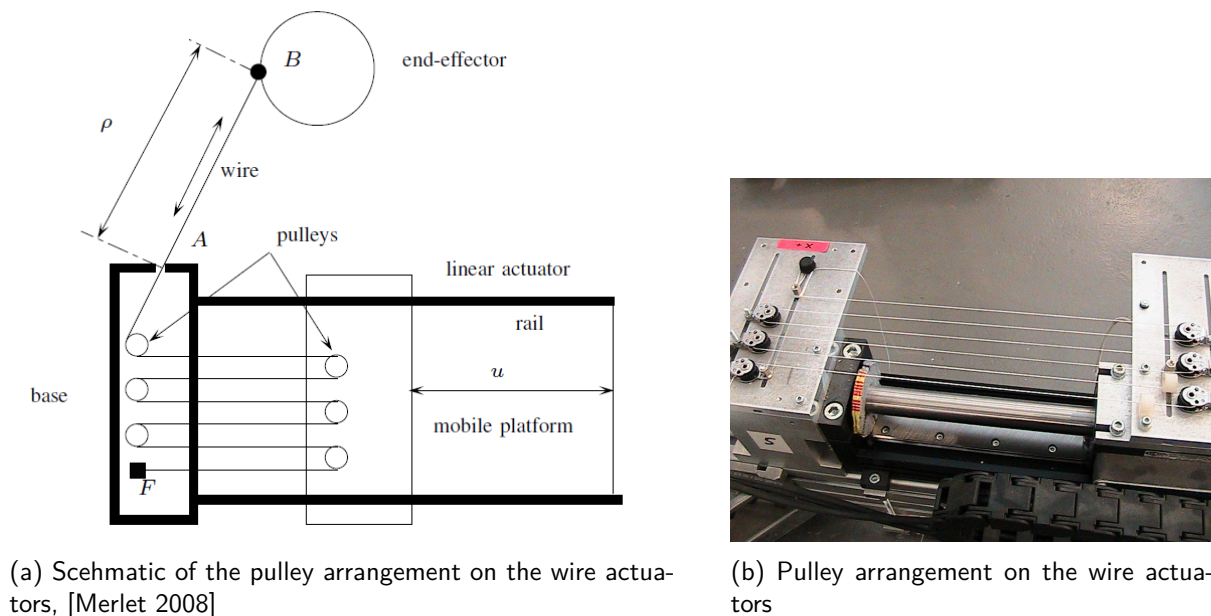 B
end-effector
ρ
wire
A
pulleys
linear actuator
rail
base
u
mobile platform
F
+X
S
(a) Scehmatic of the pulley arrangement on the wire actua-
tors, [Merlet 2008]
(b) Pulley arrangement on the wire actua-
tors